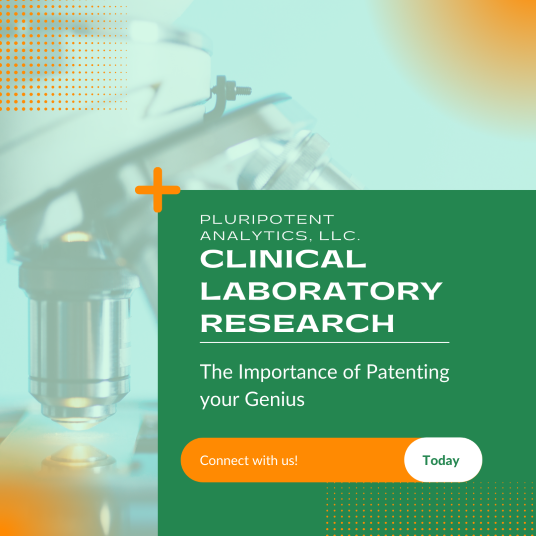 PLURIPOTENT
ANALYTICS, LLC.
CLINICAL
LABORATORY
RESEARCH
The Importance of Patenting
your Genius
Connect with us! Today